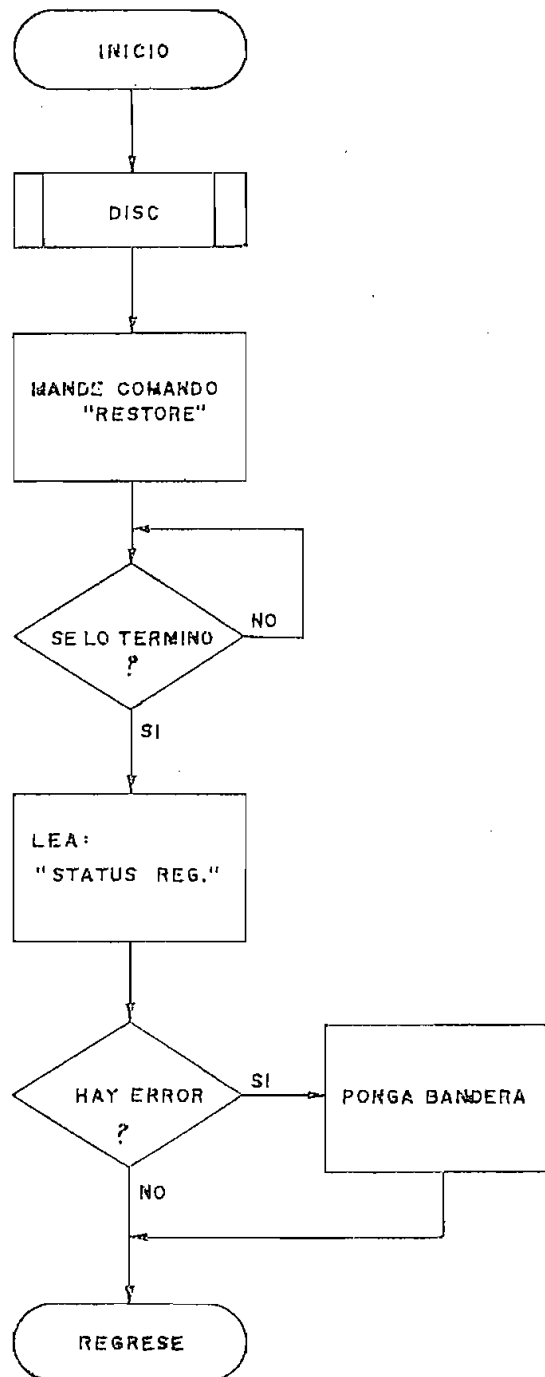 INICIO
DISC
MANDE COMANDO
"RESTORE"
SE LO TERMINO
?
NO
SI
LEA:
"STATUS REG."
HAY ERROR
?
SI
PONGA BANDERA
NO
REGRESE